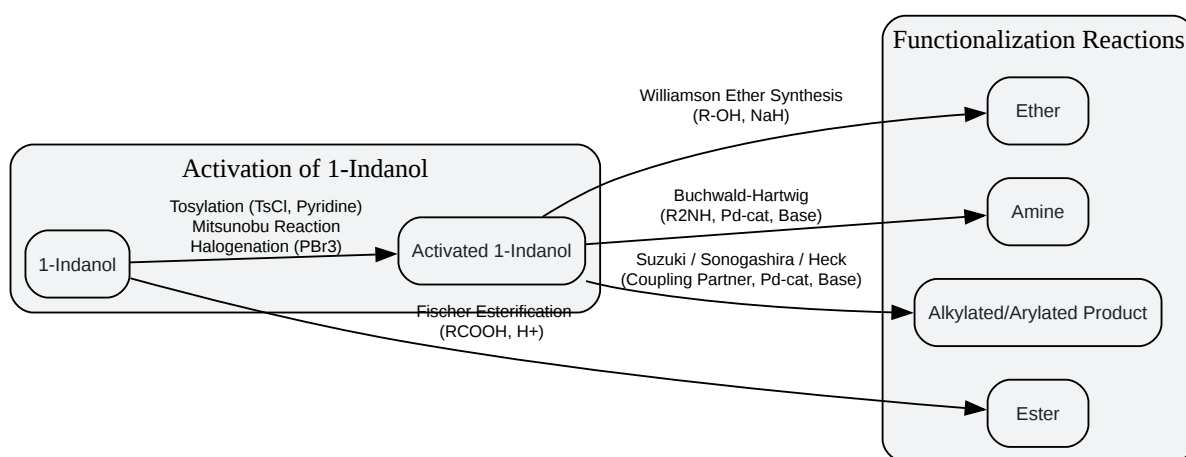 Functionalization Reactions
Williamson Ether Synthesis
(R-OH, NaH)
Ether
Activation of 1-Indanol
Tosylation (TsCl, Pyridine)
Mitsunobu Reaction
Halogenation (PBr3)
1-Indanol
Activated 1-Indanol
Buchwald-Hartwig
(R2NH, Pd-cat, Base)
Amine
Suzuki / Sonogashira / Heck
(Coupling Partner, Pd-cat, Base)
Alkylated/Arylated Product
Fischer Esterification
(RCOOH, H+)
Ester